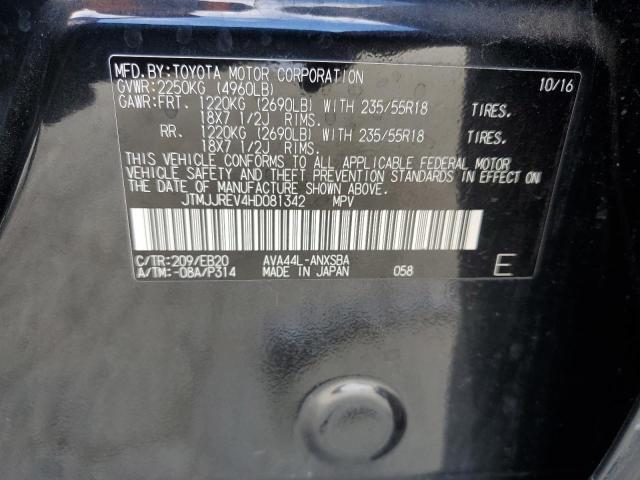 MFD.BY:TOYOTA MOTOR CORPORATION 10/16
GVWR:2250KG (4960LB)
GAWR:FRT. 1220KG (2690LB) WITH 235/55R18 TIRES.
18X7 1/2J RIMS.
RR. 1220KG (2690LB) WITH 235/55R18 TIRES.
18X7 1/2J RIMS.
THIS VEHICLE CONFORMS TO ALL APPLICABLE FEDERAL MOTOR
VEHICLE SAFETY AND THEFT PREVENTION STANDARDS IN EFFECT ON
THE DATE OF MANUFACTURE SHOWN ABOVE.
JTMJJREV4HD081342 MPV
C/TR:209/EB20 AVA44L-ANXSBA
A/TM:-08A/P314 MADE IN JAPAN 058 E